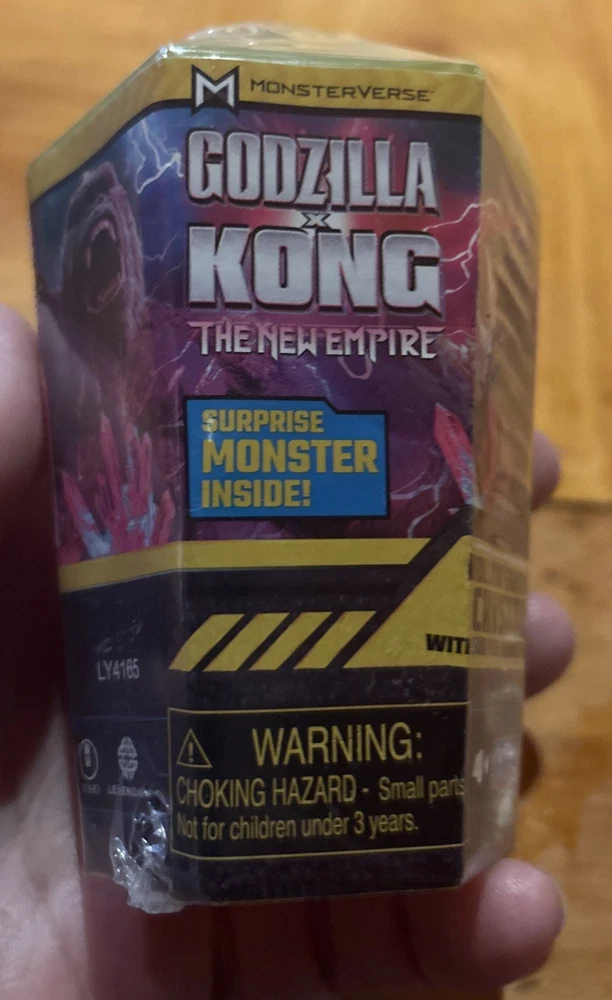 MONSTERVERSE
GODZILLA
X
KONG
THE NEW EMPIRE
SURPRISE
MONSTER
INSIDE!
WITH
LY4165
WARNING:
CHOKING HAZARD - Small parts
Not for children under 3 years.